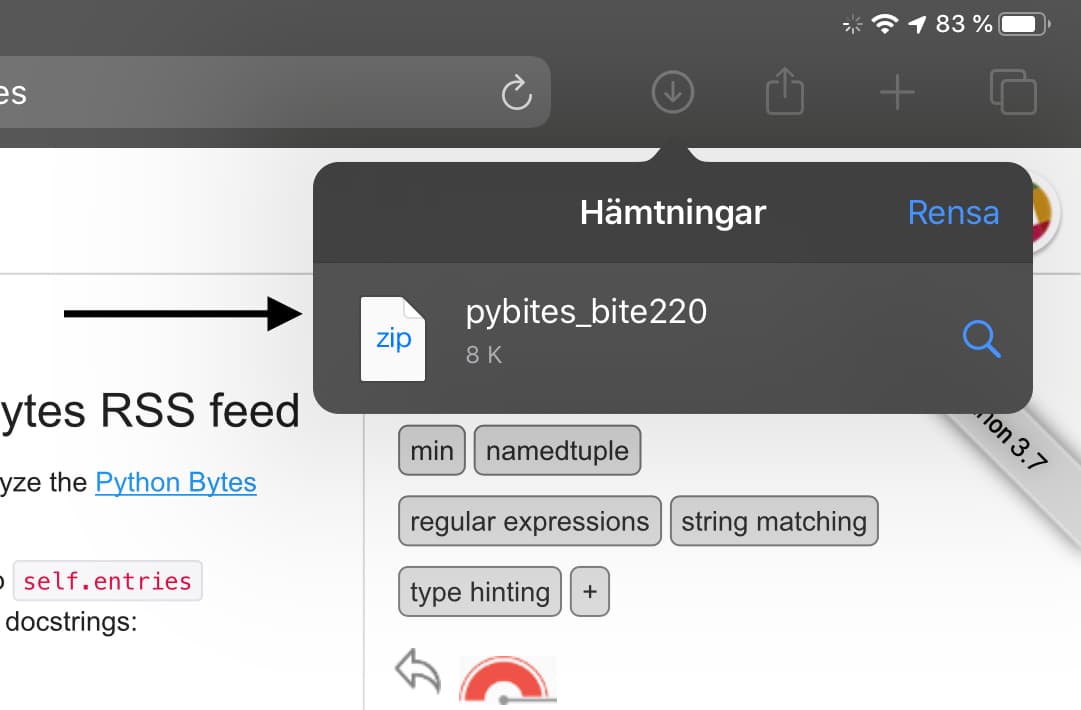 83 %
es
Hämtningar
Rensa
zip
pybites_bite220
8 K
ytes RSS feed
yze the Python Bytes
self.entries
docstrings:
min
namedtuple
regular expressions
string matching
type hinting
+
hon 3.7